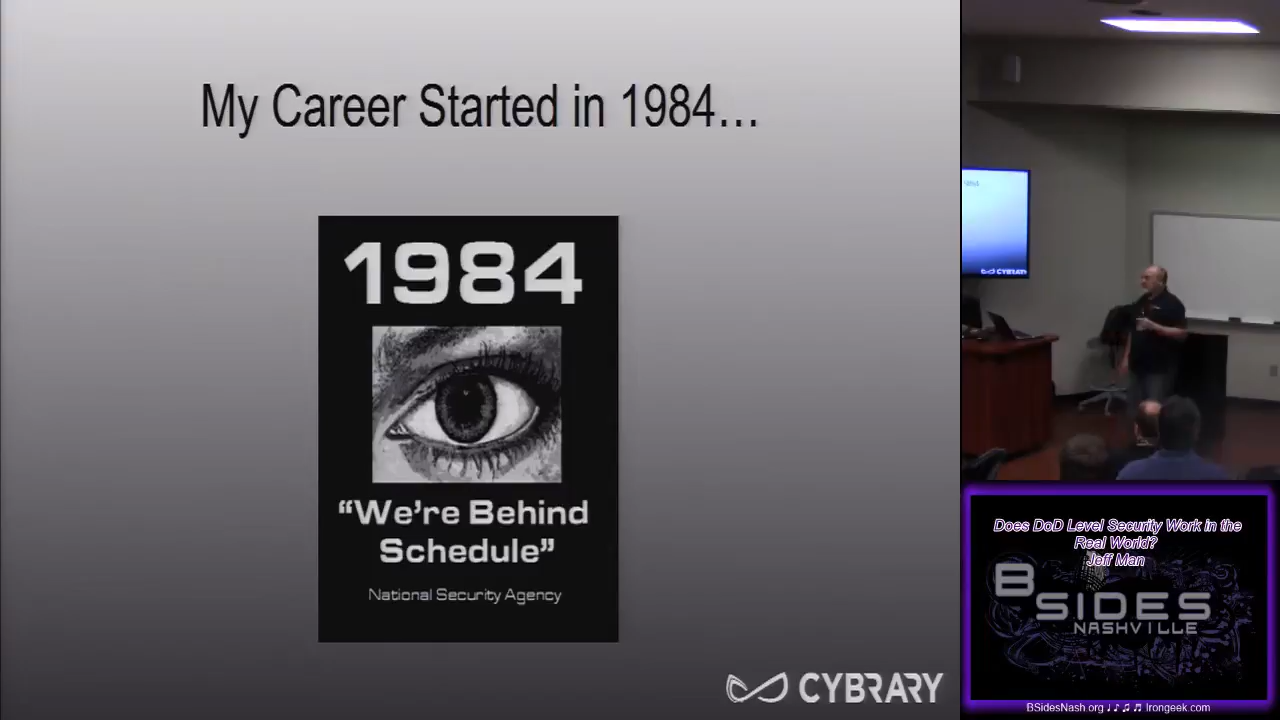 My Career Started in 1984...
1984
“We’re Behind
Schedule”
National Security Agency
CYBRARY
CYBRARY
Does DoD Level Security Work in the
Real World?
Jeff Man
BSIDES
NASHVILLE
BSidesNash.org ♩ ♪ ♫ ♬ Irongeek.com